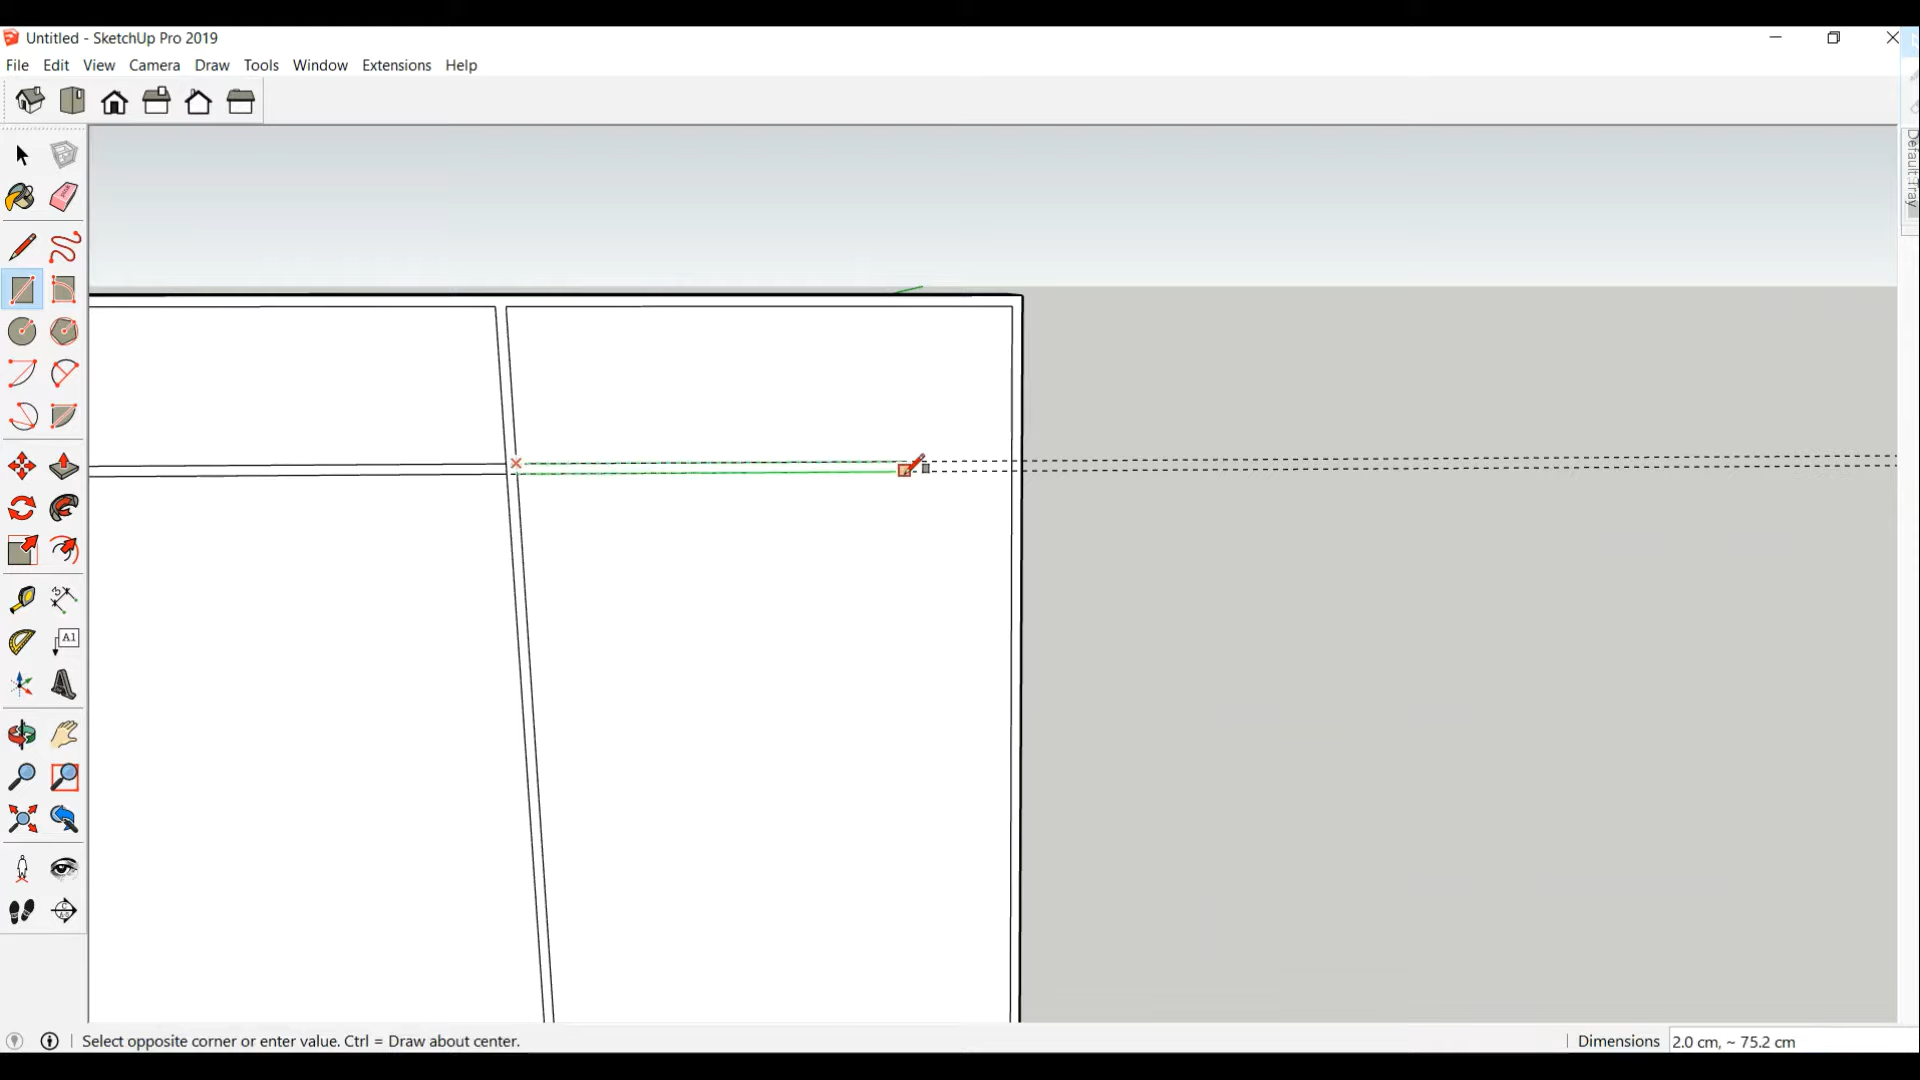 Untitled - SketchUp Pro 2019
File Edit View Camera Draw Tools Window Extensions Help
Default Tray
A1
Select opposite corner or enter value. Ctrl = Draw about center.
Dimensions 2.0 cm, ~ 75.2 cm